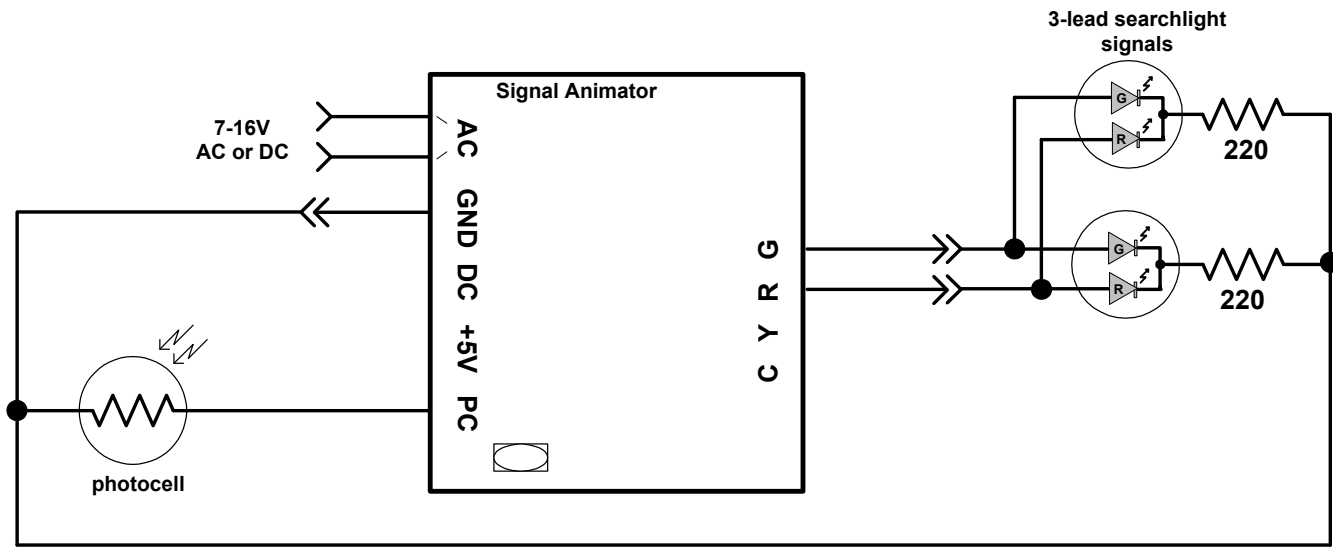 3-lead searchlight
signals
Signal Animator
7-16V
AC or DC
AC
GND
DC
+5V
PC
G
R
Y
C
G
R
220
G
R
220
photocell